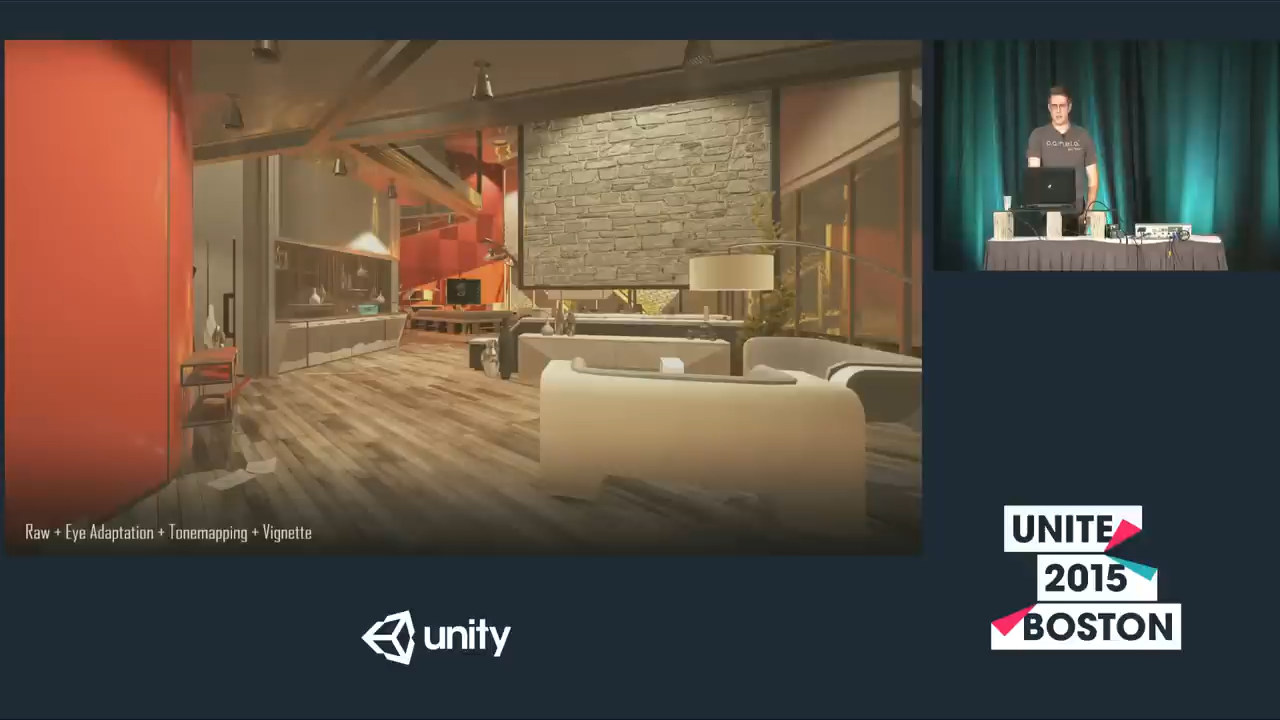 Raw + Eye Adaptation + Tonemapping + Vignette
unity
UNITE
2015
BOSTON